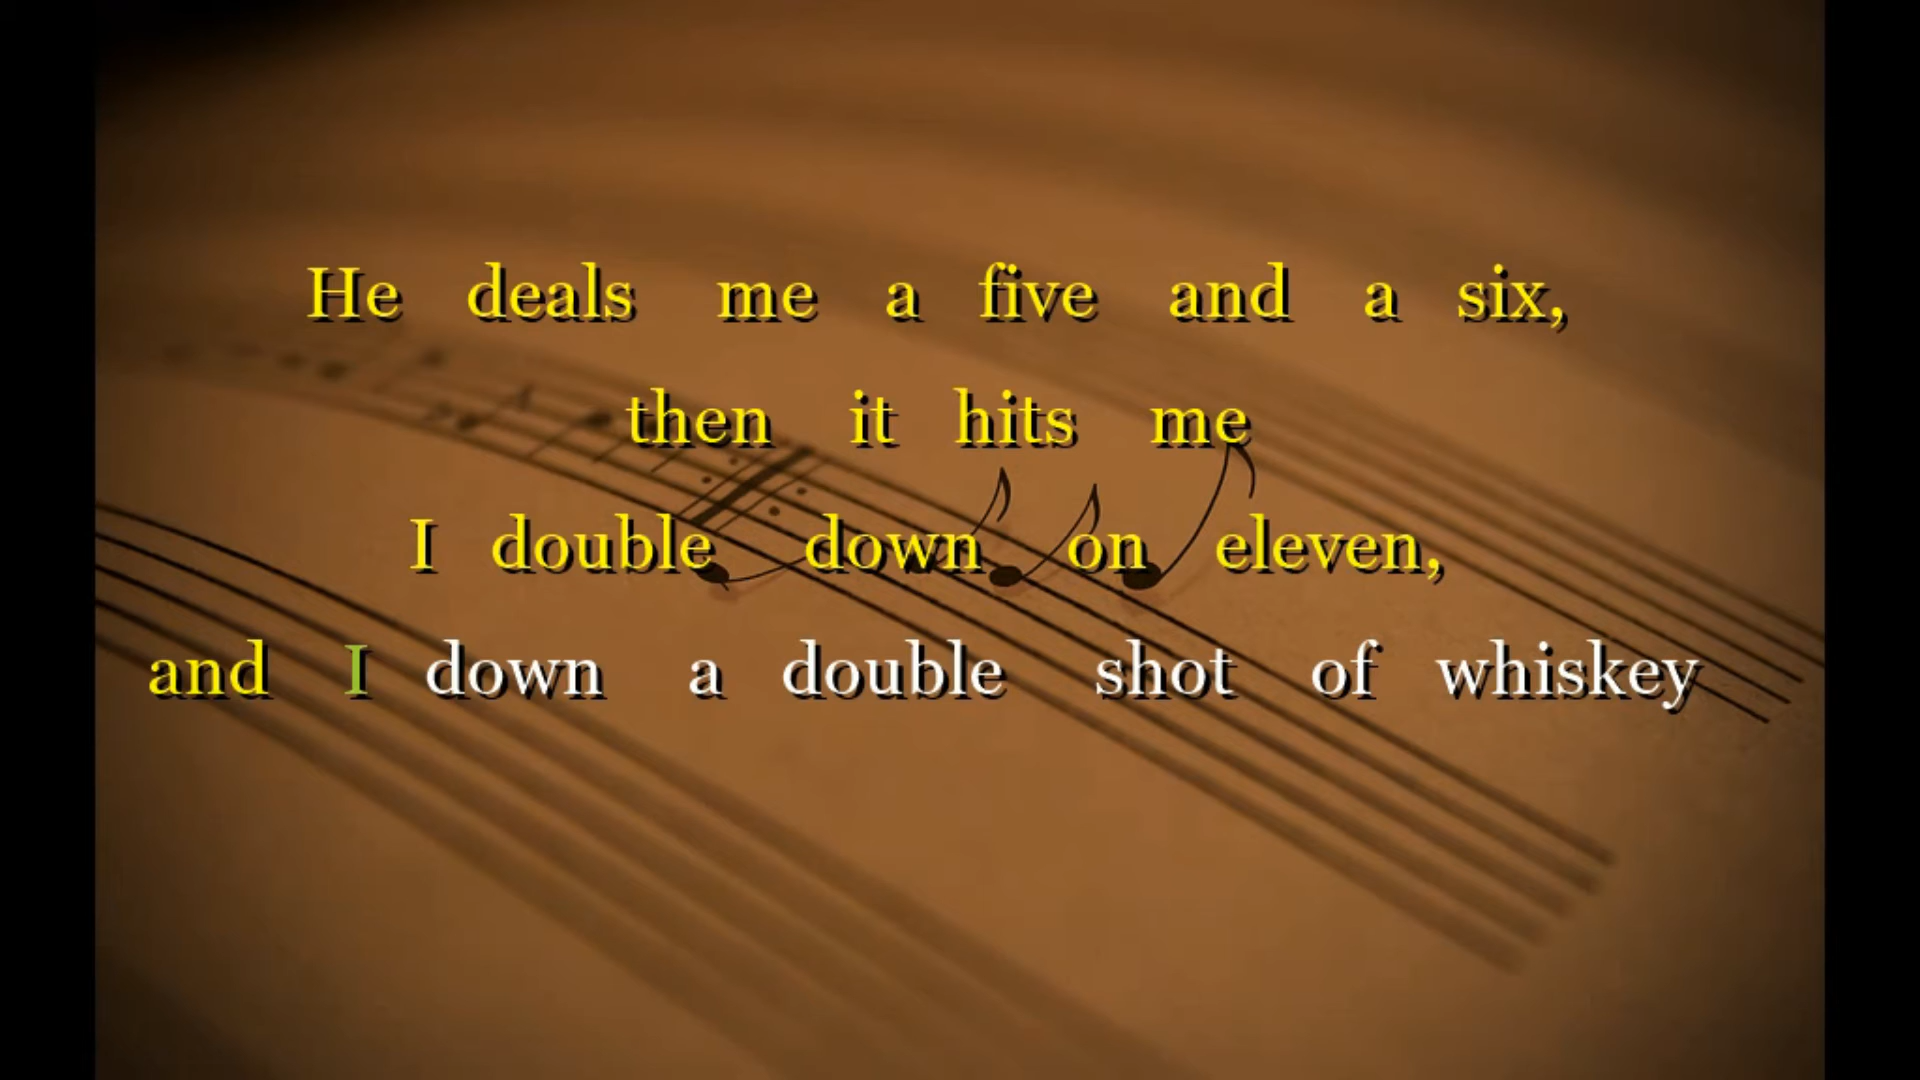 He deals me a five and a six,
then it hits me
I double down on eleven,
and I down a double shot of whiskey